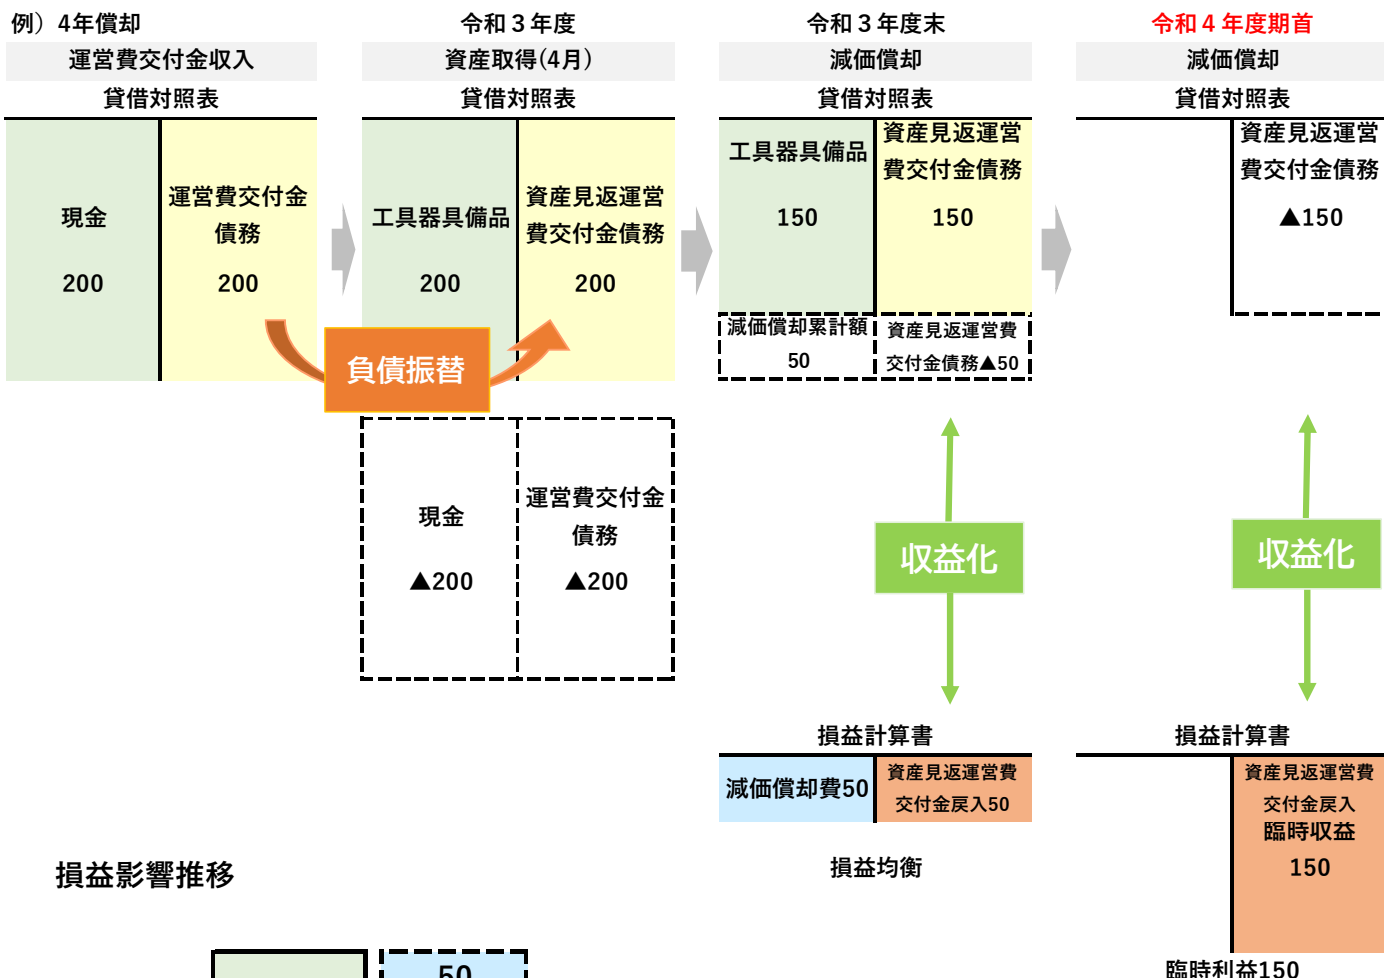 例）4年償却
運営費交付金収入
貸借対照表
現金
200
運営費交付金
債務
200
令和３年度
資産取得(4月)
貸借対照表
工具器具備品
200
資産見返運営
費交付金債務
200
負債振替
現金
▲200
運営費交付金
債務
▲200
令和３年度末
減価償却
貸借対照表
工具器具備品
150
資産見返運営
費交付金債務
150
減価償却累計額
50
資産見返運営費
交付金債務▲50
収益化
損益計算書
減価償却費50
資産見返運営費
交付金戻入50
損益均衡
令和４年度期首
減価償却
貸借対照表
資産見返運営
費交付金債務
▲150
収益化
損益計算書
資産見返運営費
交付金戻入
臨時収益
150
臨時利益150
損益影響推移
50